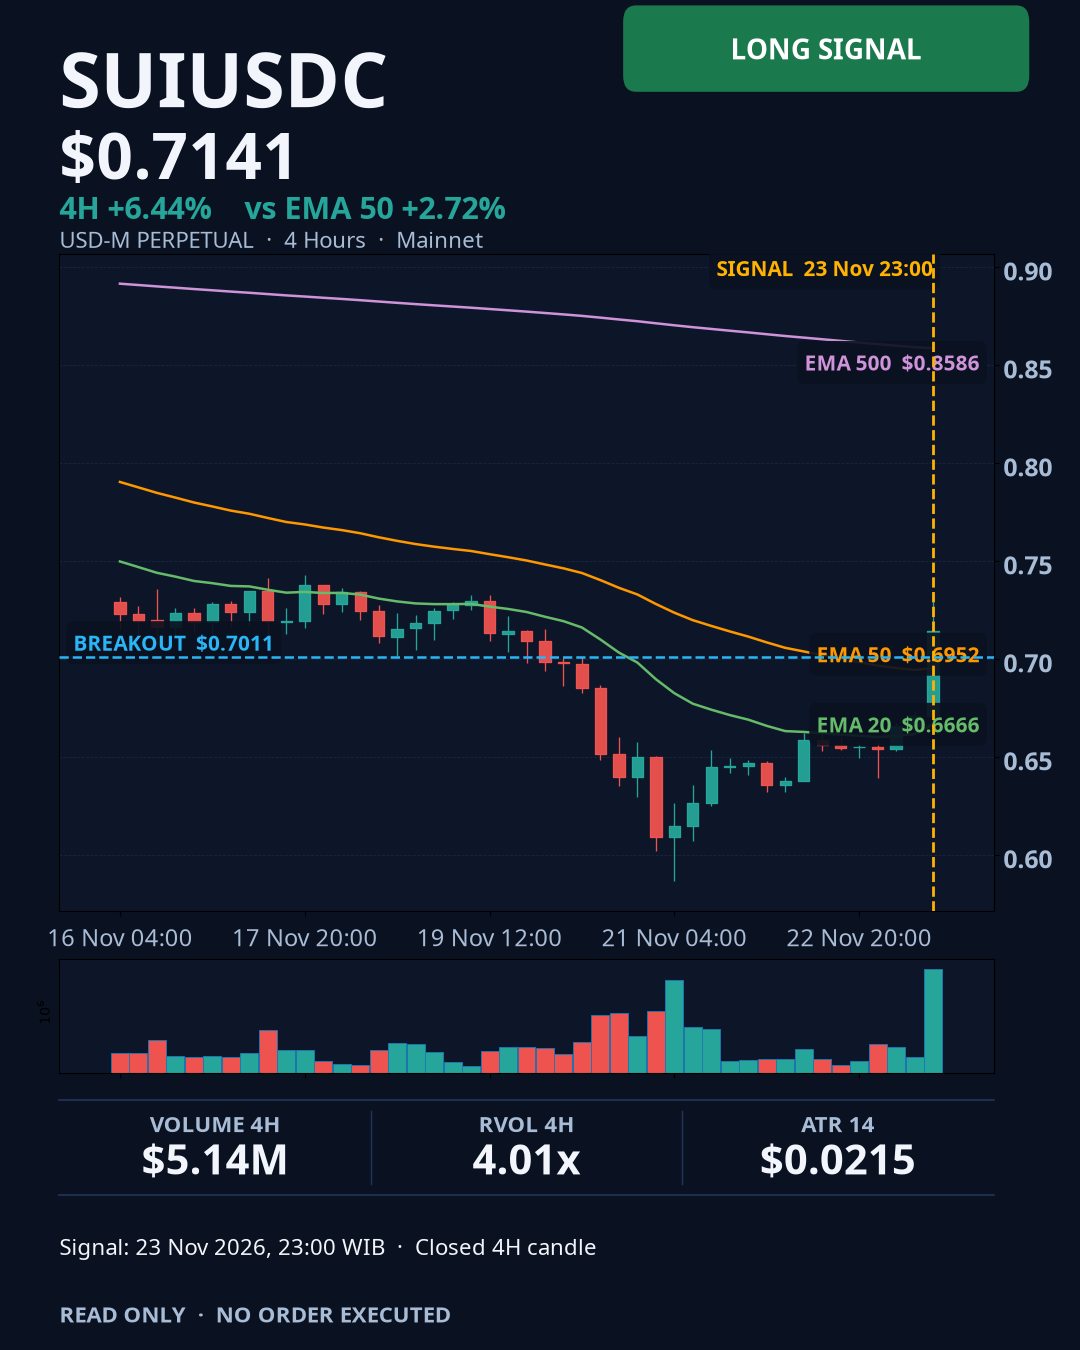 LONG SIGNAL
SUIUSDC
$0.7141
4H +6.44% vs EMA 50 +2.72%
USD-M PERPETUAL · 4 Hours · Mainnet
SIGNAL 23 Nov 23:00
0.90
EMA 500 $0.8586
0.85
0.80
0.75
BREAKOUT $0.7011
EMA 50 $0.6952
0.70
EMA 20 $0.6666
0.65
0.60
16 Nov 04:00 17 Nov 20:00 19 Nov 12:00 21 Nov 04:00 22 Nov 20:00
10⁶
VOLUME 4H RVOL 4H ATR 14
$5.14M 4.01x $0.0215
Signal: 23 Nov 2026, 23:00 WIB · Closed 4H candle
READ ONLY · NO ORDER EXECUTED